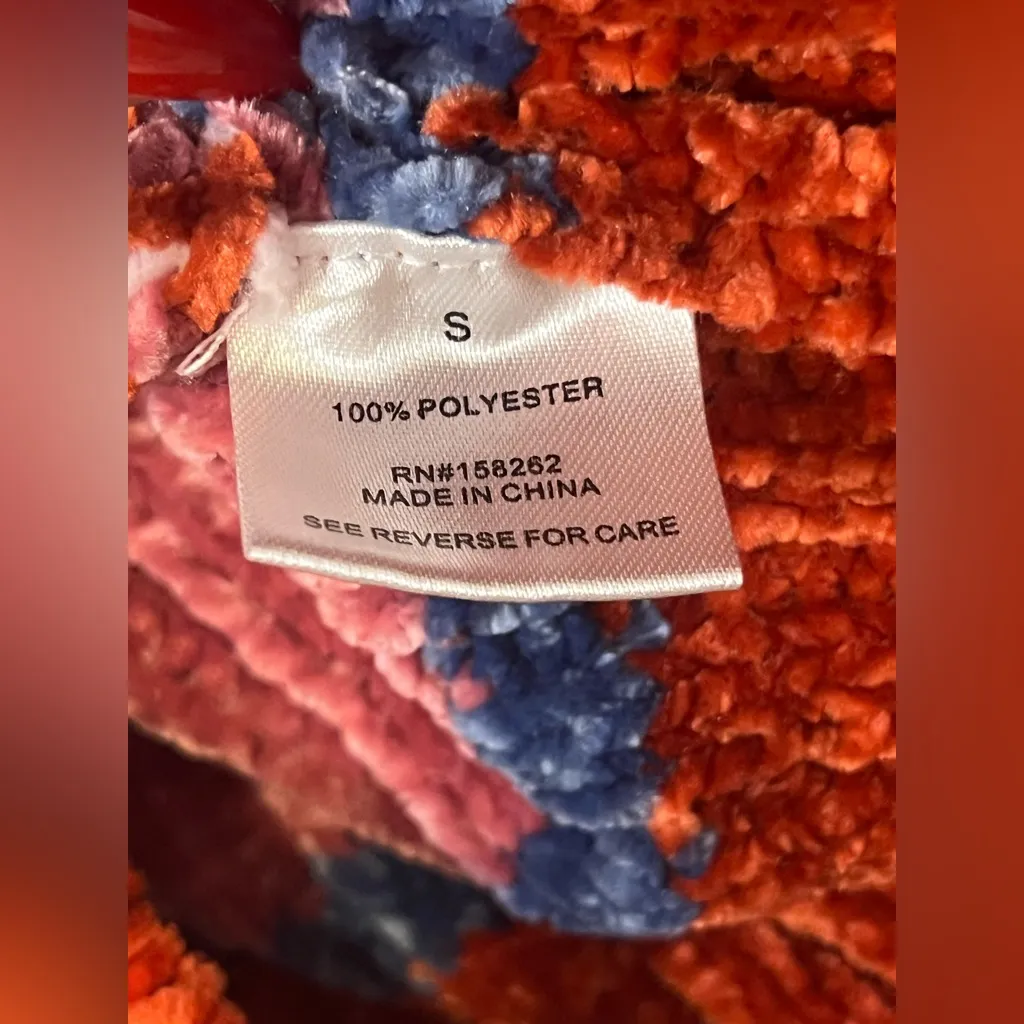 S
100% POLYESTER
RN#158262
MADE IN CHINA
SEE REVERSE FOR CARE